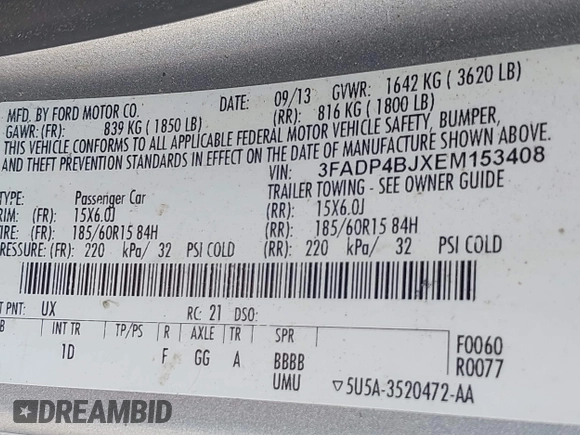 MFD. BY FORD MOTOR CO.
DATE: 09/13 GVWR: 1642 KG ( 3620 LB)
GAWR: (FR): 839 KG ( 1850 LB) (RR): 816 KG ( 1800 LB)
THIS VEHICLE CONFORMS TO ALL APPLICABLE FEDERAL MOTOR VEHICLE SAFETY, BUMPER,
AND THEFT PREVENTION STANDARDS IN EFFECT ON THE DATE OF MANUFACTURE SHOWN ABOVE.
VIN: 3FADP4BJXEM153408
TYPE: Passenger Car TRAILER TOWING - SEE OWNER GUIDE
RIM: (FR): 15X6.0J (RR): 15X6.0J
TIRE: (FR): 185/60R15 84H (RR): 185/60R15 84H
PRESSURE: (FR): 220 kPa/ 32 PSI COLD (RR): 220 kPa/ 32 PSI COLD
T PNT: UX RC: 21 DSO:
B INT TR TP/PS R AXLE TR SPR F0060
1D F GG A BBBB R0077
UMU ▽5U5A-3520472-AA
DREAMBID